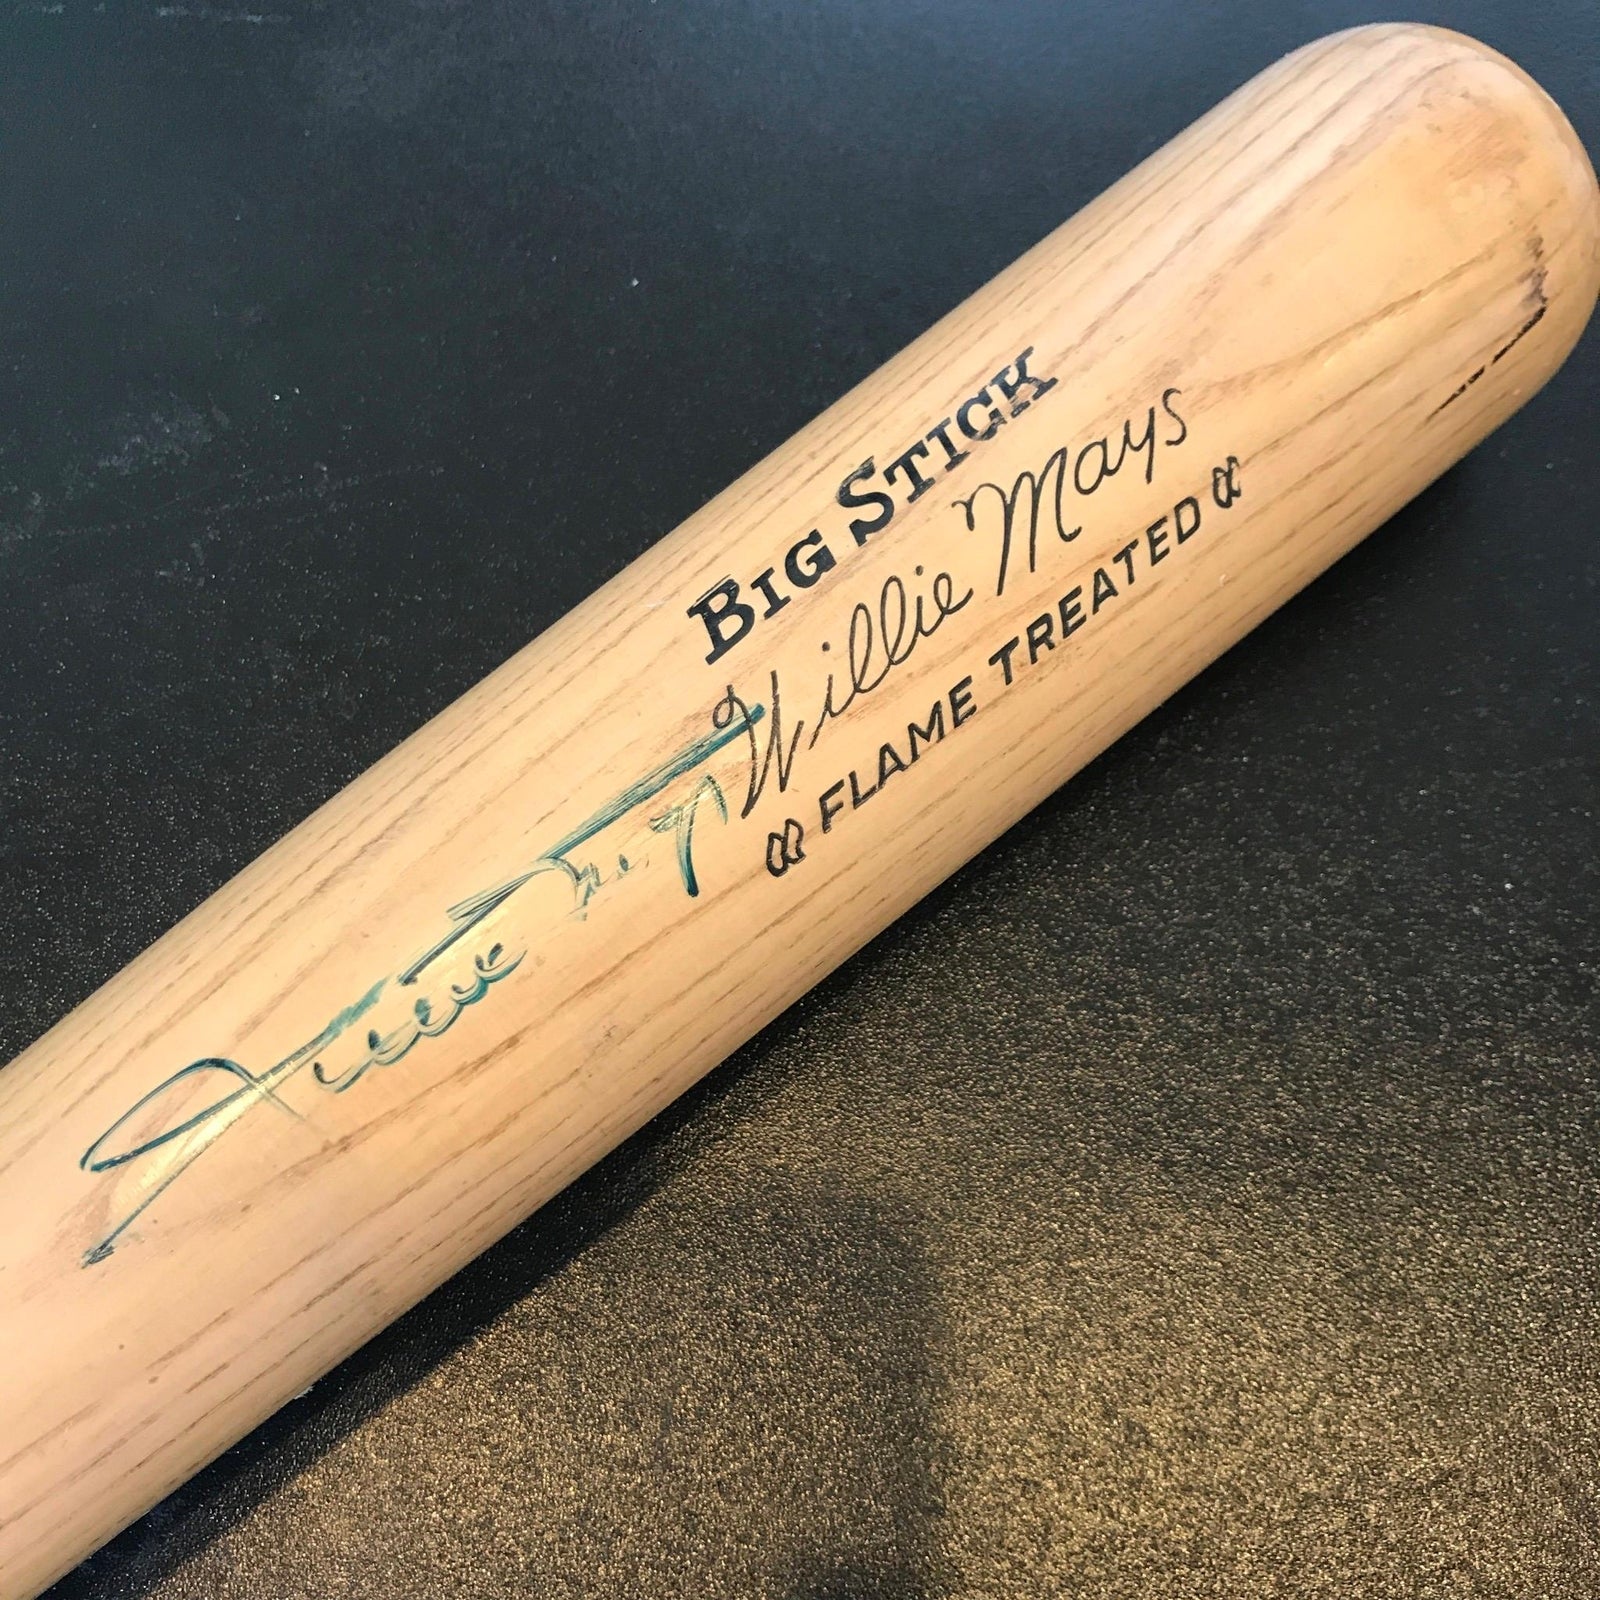 BIG STICK
Willie Mays
FLAME TREATED